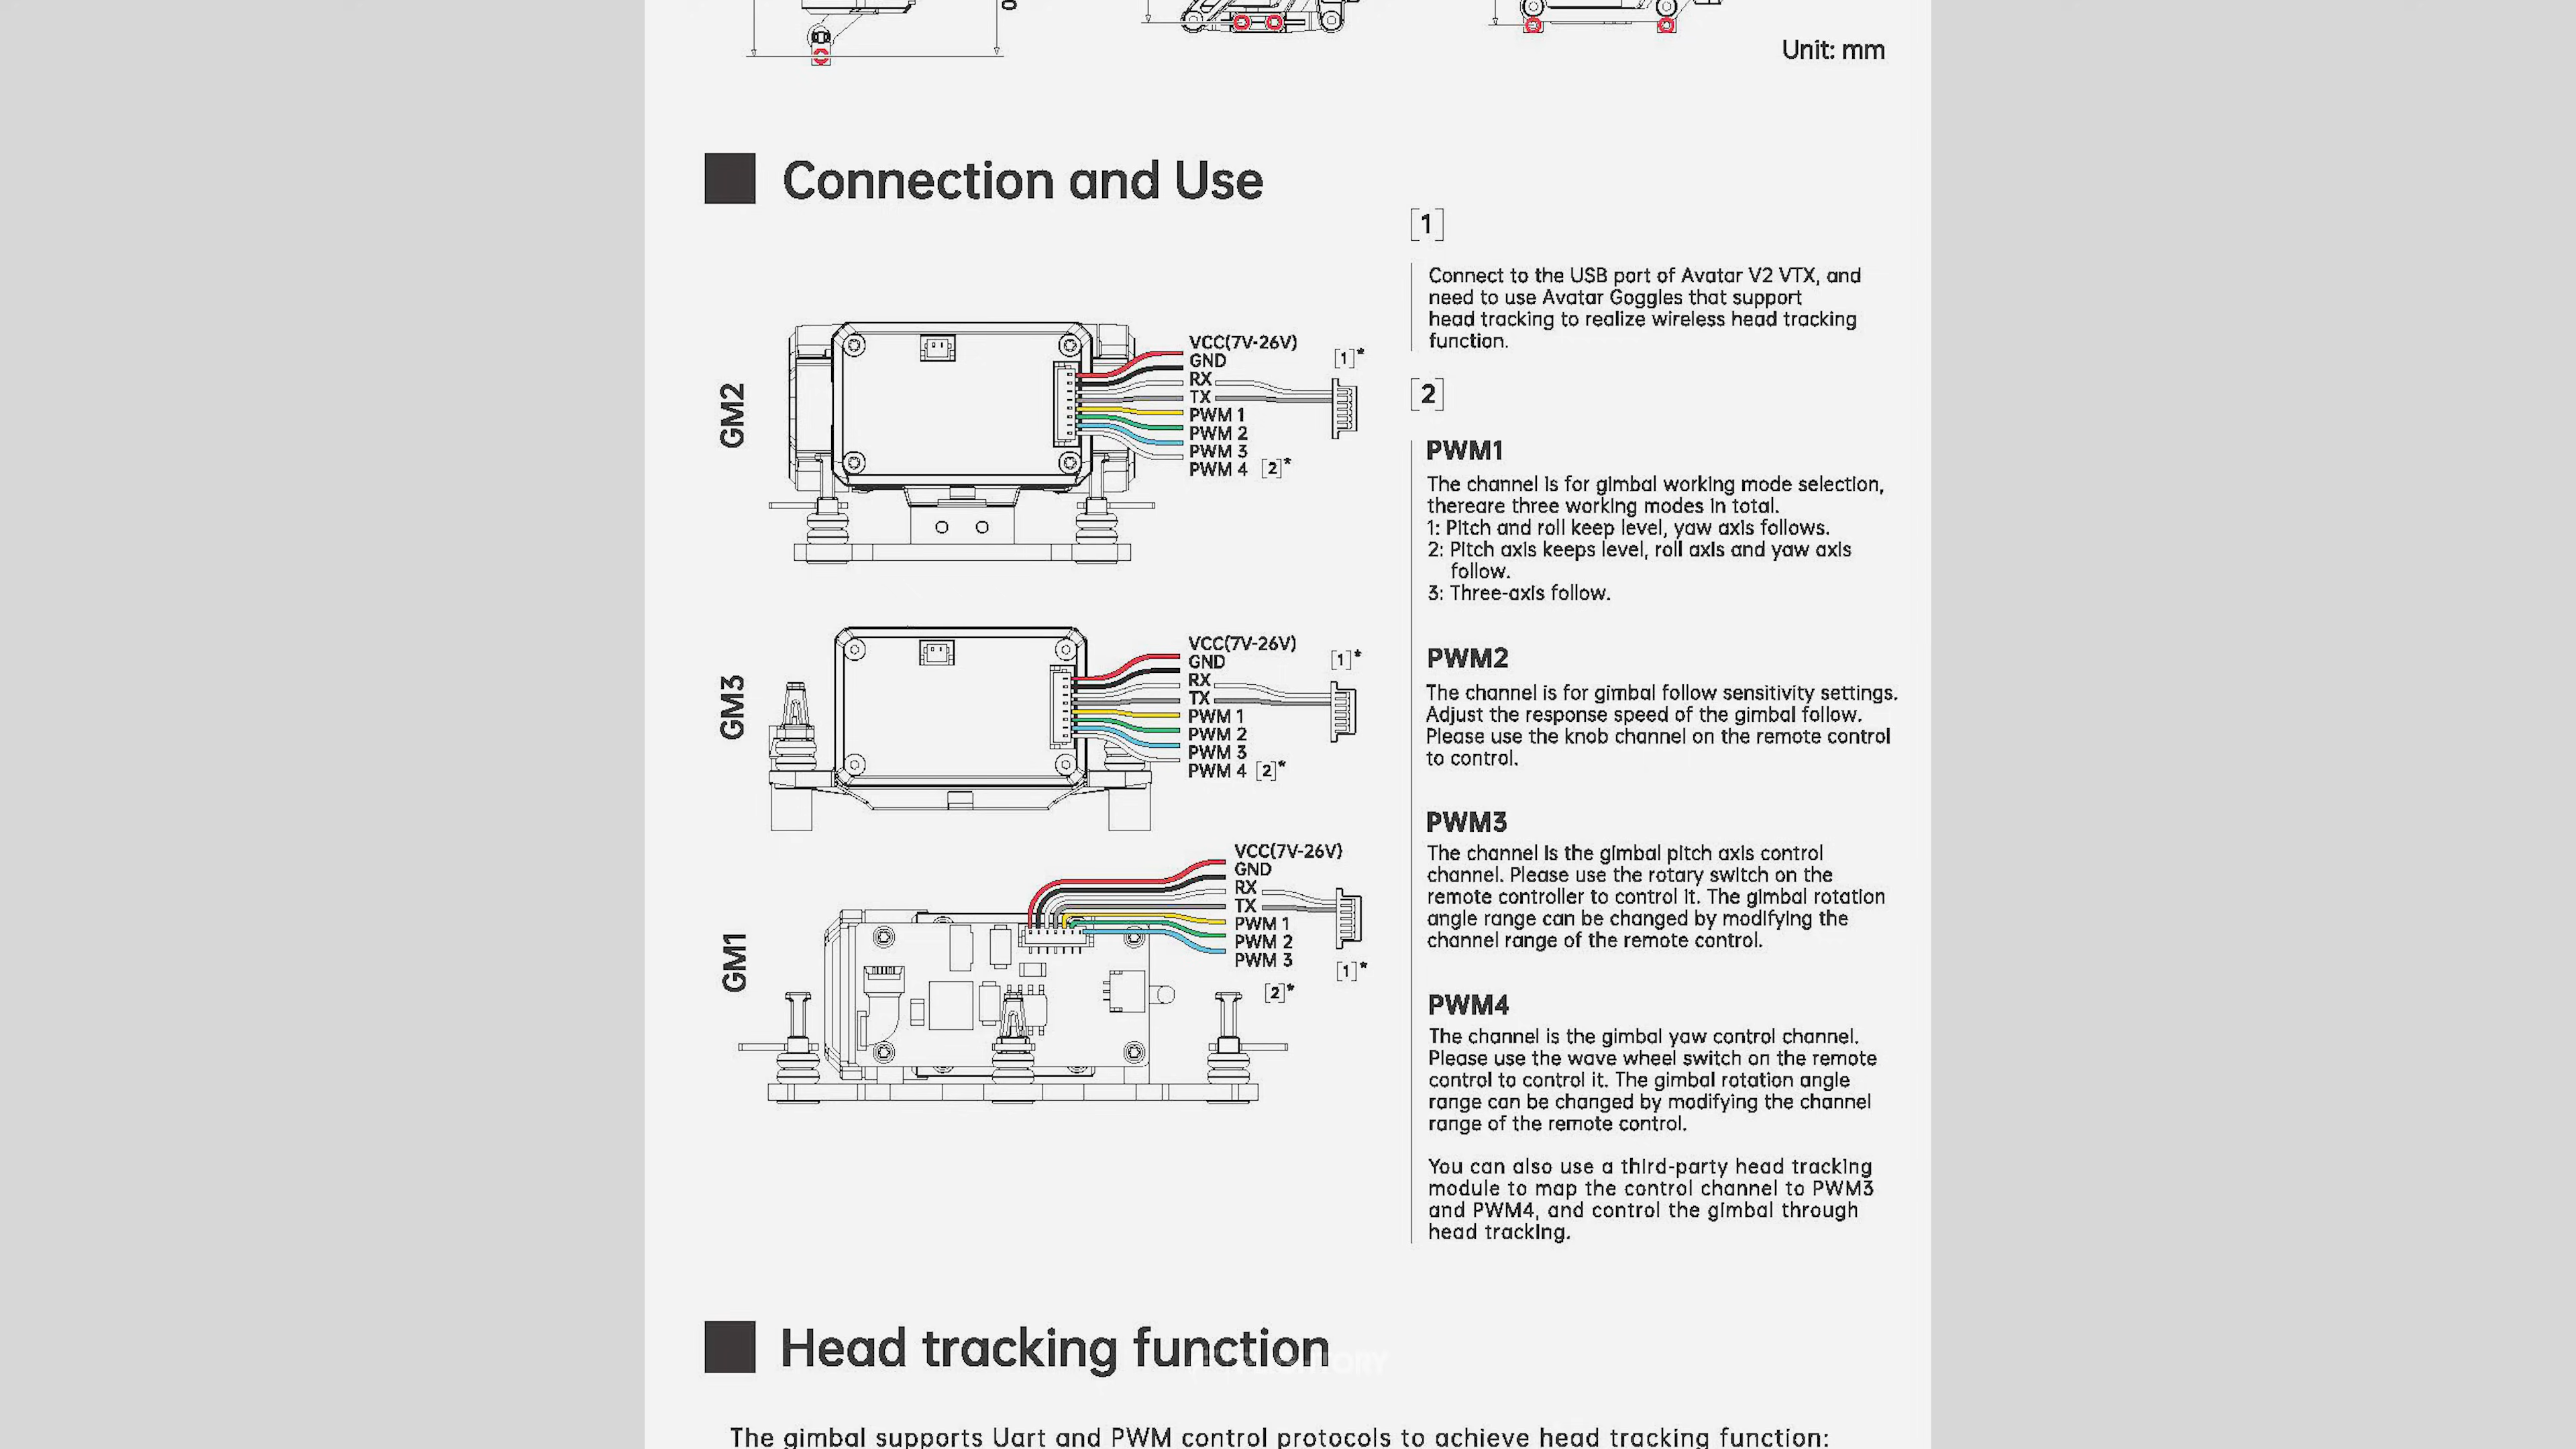 Unit: mm
Connection and Use
GM2
VCC(7V-26V)
GND
RX
TX
PWM 1
PWM 2
PWM 3
PWM 4 [2]*
[1]*
GM3
VCC(7V-26V)
GND
RX
TX
PWM 1
PWM 2
PWM 3
PWM 4 [2]*
[1]*
GM1
VCC(7V-26V)
GND
RX
TX
PWM 1
PWM 2
PWM 3
[2]*
[1]*
[1]
Connect to the USB port of Avatar V2 VTX, and
need to use Avatar Goggles that support
head tracking to realize wireless head tracking
function.
[2]
PWM1
The channel is for gimbal working mode selection,
thereare three working modes in total.
1: Pitch and roll keep level, yaw axis follows.
2: Pitch axis keeps level, roll axis and yaw axis
follow.
3: Three-axis follow.
PWM2
The channel is for gimbal follow sensitivity settings.
Adjust the response speed of the gimbal follow.
Please use the knob channel on the remote control
to control.
PWM3
The channel is the gimbal pitch axis control
channel. Please use the rotary switch on the
remote controller to control it. The gimbal rotation
angle range can be changed by modifying the
channel range of the remote control.
PWM4
The channel is the gimbal yaw control channel.
Please use the wave wheel switch on the remote
control to control it. The gimbal rotation angle
range can be changed by modifying the channel
range of the remote control.
You can also use a third-party head tracking
module to map the control channel to PWM3
and PWM4, and control the gimbal through
head tracking.
Head tracking function
The gimbal supports Uart and PWM control protocols to achieve head tracking function: